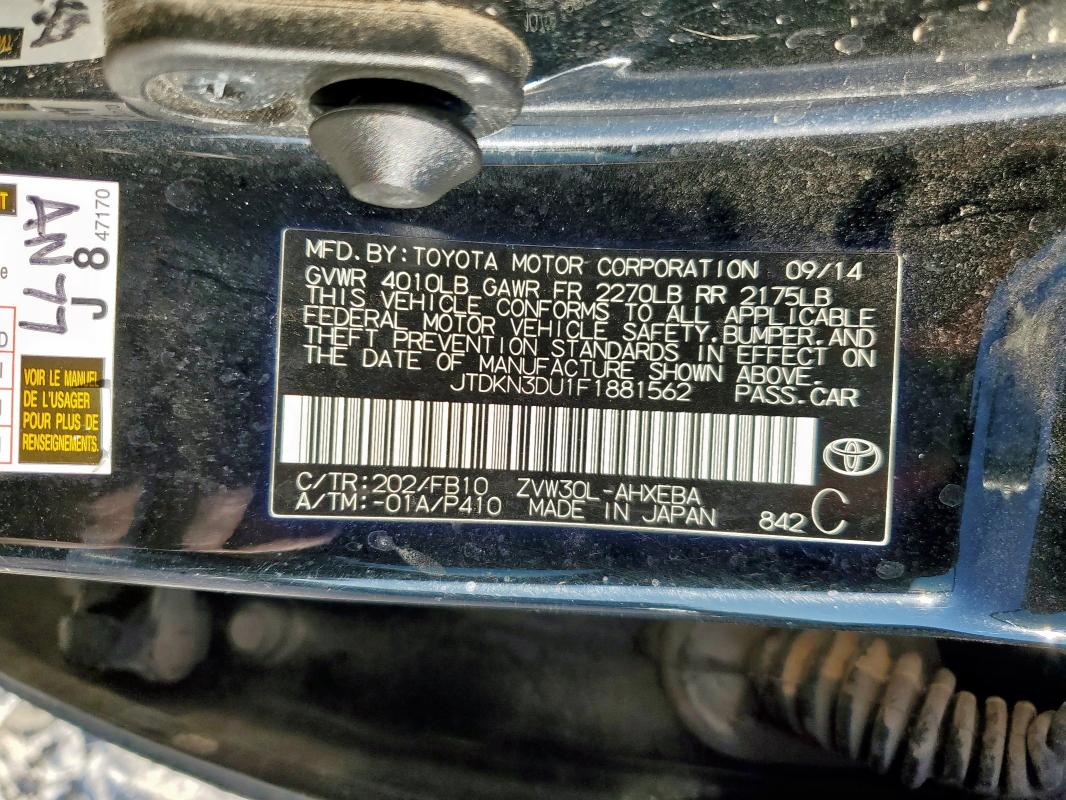 MFD.BY:TOYOTA MOTOR CORPORATION 09/14
GVWR 4010LB GAWR FR 2270LB RR 2175LB
THIS VEHICLE CONFORMS TO ALL APPLICABLE
FEDERAL MOTOR VEHICLE SAFETY.BUMPER.AND
THEFT PREVENTION STANDARDS IN EFFECT ON
THE DATE OF MANUFACTURE SHOWN ABOVE.
JTDKN3DU1F1881562 PASS.CAR
C/TR:202/FB10 ZVW30L-AHXEBA
A/TM:-01A/P410 MADE IN JAPAN
842 C
47170
J 8
AN77
VOIR LE MANUEL
DE L'USAGER
POUR PLUS DE
RENSEIGNEMENTS.